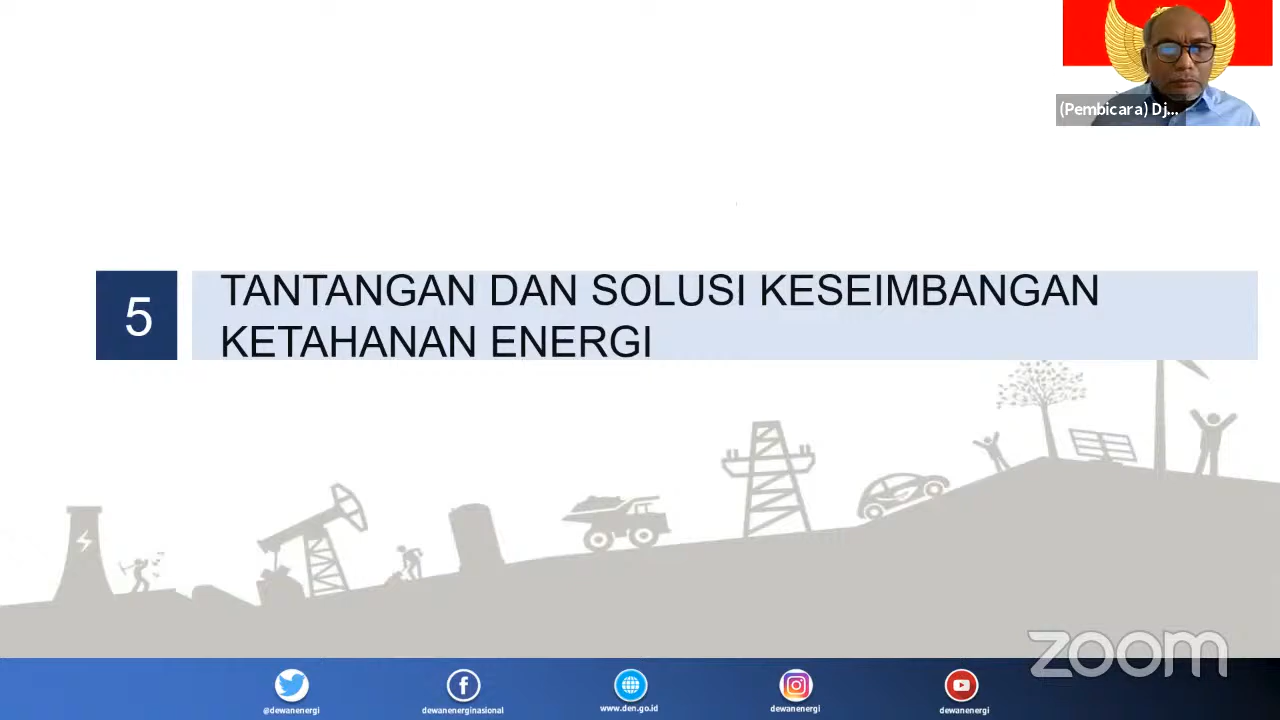 (Pembicara) Dj...
5
TANTANGAN DAN SOLUSI KESEIMBANGAN
KETAHANAN ENERGI
zoom
@dewanenergi
dewanenerginasional
www.den.go.id
dewanenergi
dewanenergi